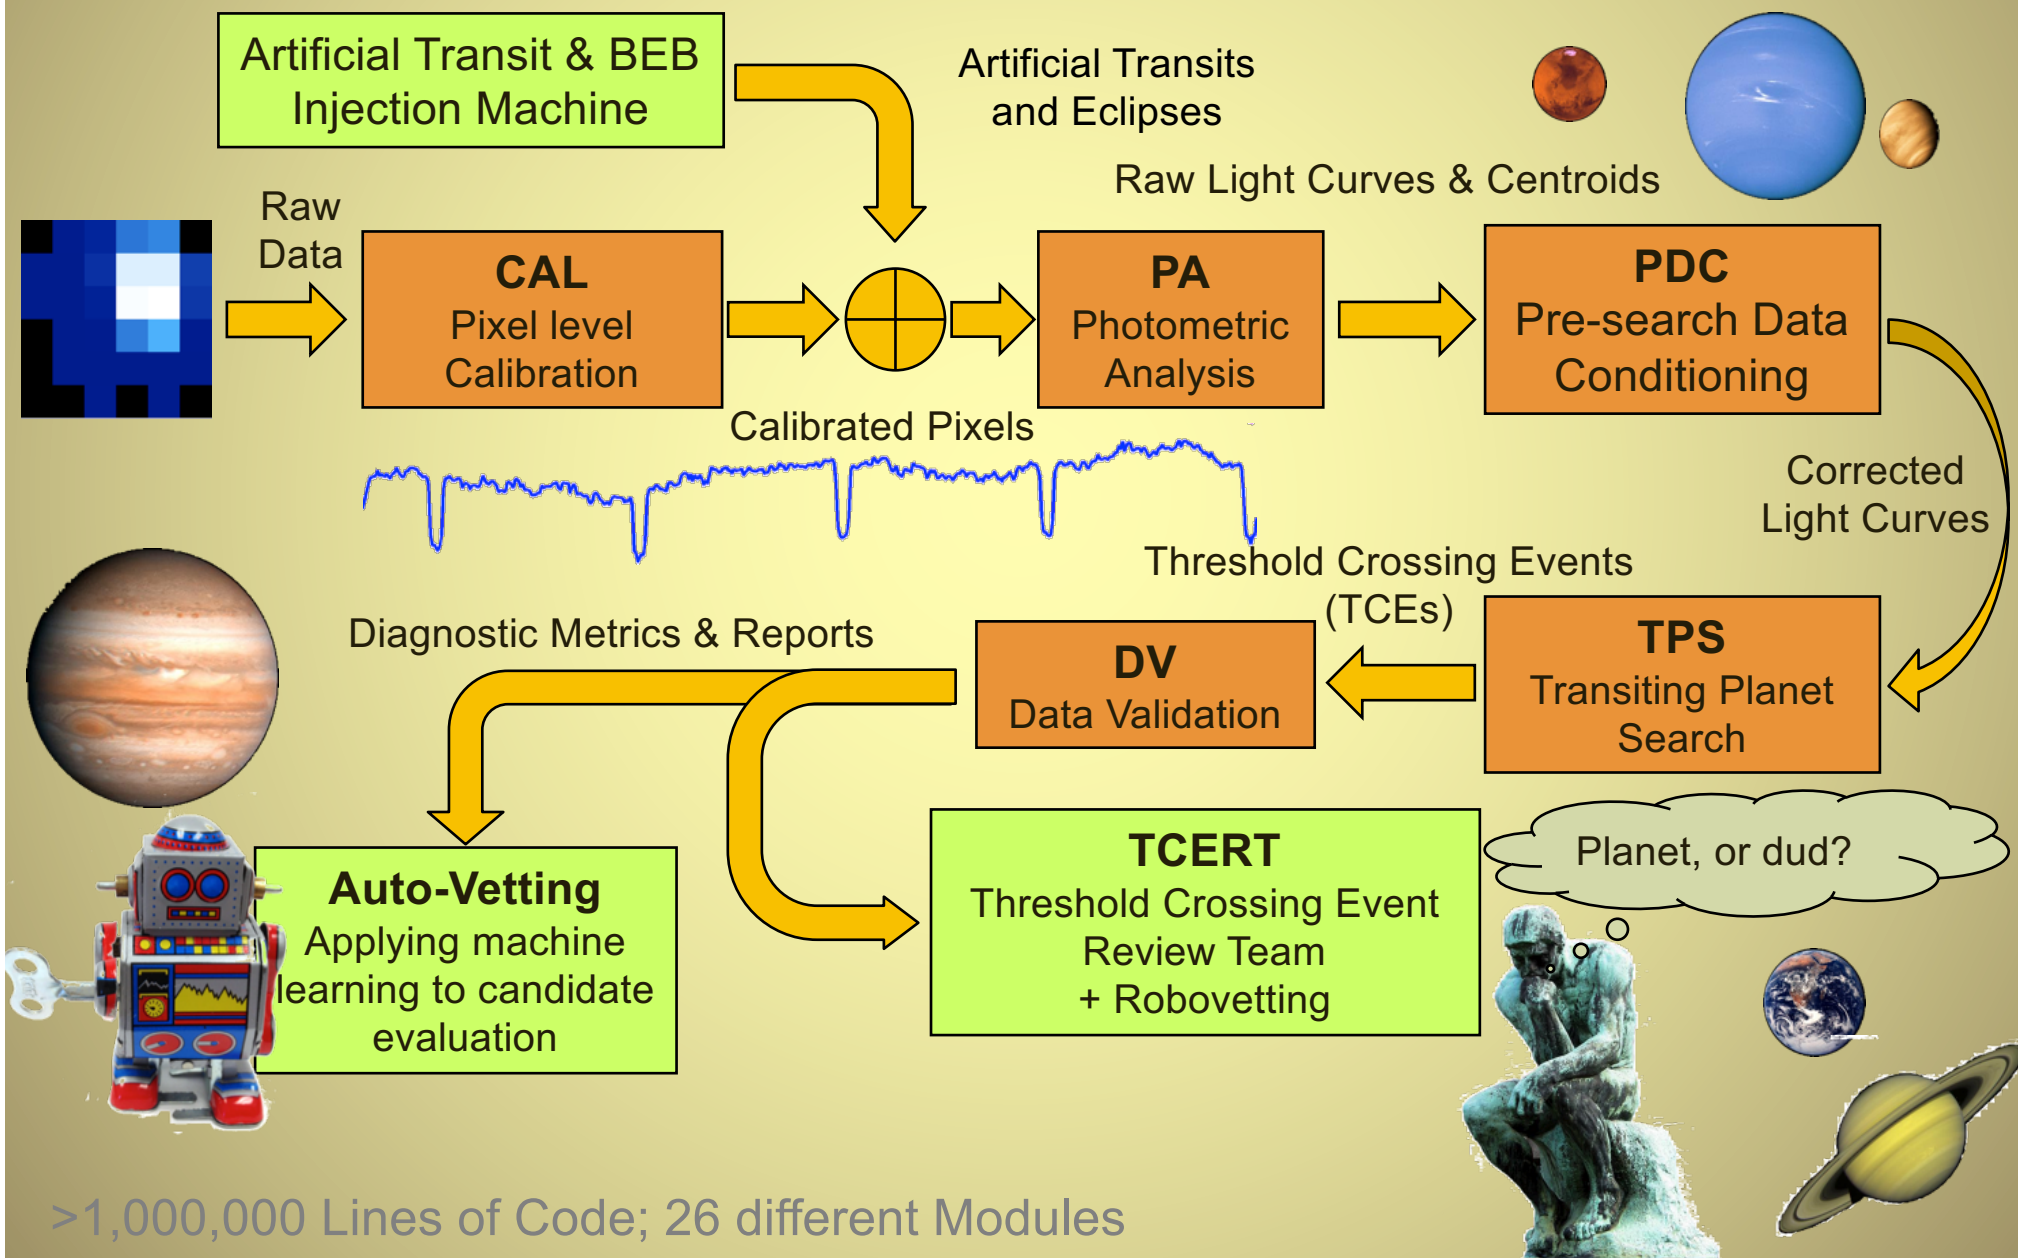 Artificial Transit & BEB
Injection Machine
Artificial Transits
and Eclipses
Raw Light Curves & Centroids
Raw
Data
CAL
Pixel level
Calibration
PA
Photometric
Analysis
PDC
Pre-search Data
Conditioning
Calibrated Pixels
Corrected
Light Curves
Threshold Crossing Events
(TCEs)
Diagnostic Metrics & Reports
DV
Data Validation
TPS
Transiting Planet
Search
Auto-Vetting
Applying machine
learning to candidate
evaluation
TCERT
Threshold Crossing Event
Review Team
+ Robovetting
Planet, or dud?
>1,000,000 Lines of Code; 26 different Modules